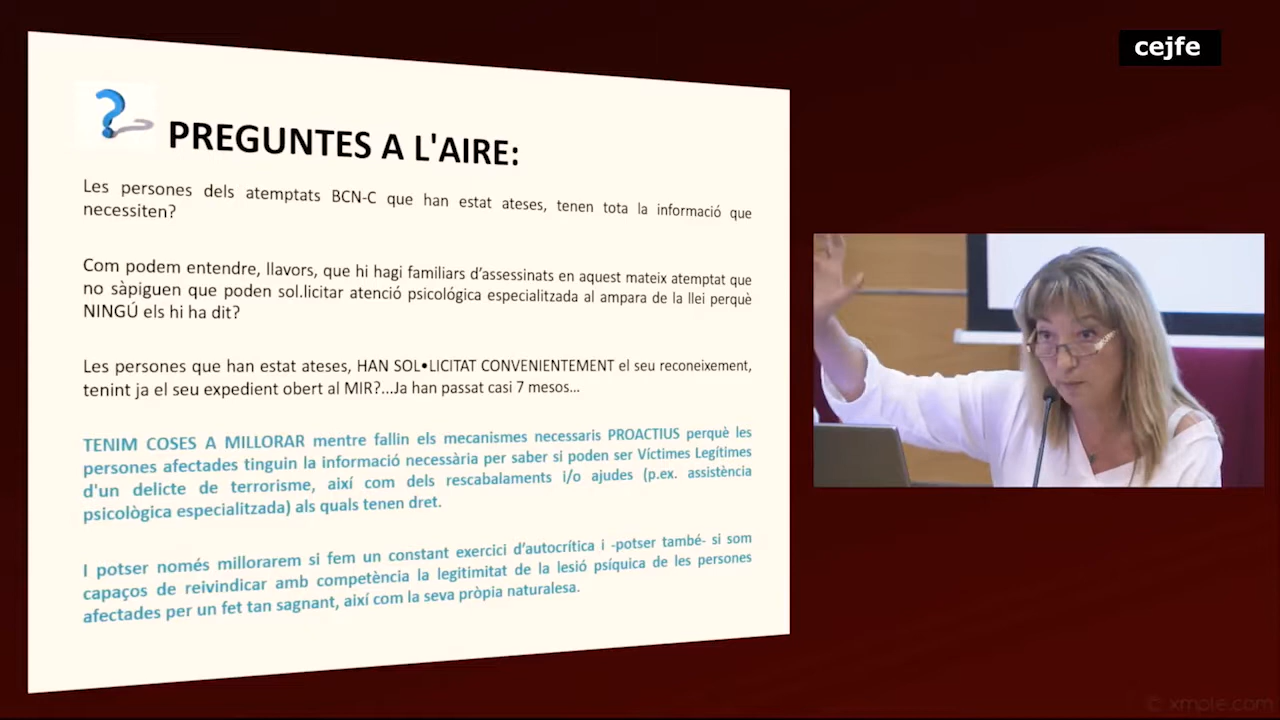 cejfe
PREGUNTES A L'AIRE:
Les persones dels atemptats BCN-C que han estat ateses, tenen tota la informació que
necessiten?
Com podem entendre, llavors, que hi hagi familiars d'assessinats en aquest mateix atemptat que
no sàpiguen que poden sol.licitar atenció psicológica especialitzada al ampara de la llei perquè
NINGÚ els hi ha dit?
Les persones que han estat ateses, HAN SOL•LICITAT CONVENIENTMENT el seu reconeixement,
tenint ja el seu expedient obert al MIR?...Ja han passat casi 7 mesos...
TENIM COSES A MILLORAR mentre fallin els mecanismes necessaris PROACTIUS perquè les
persones afectades tinguin la informació necessària per saber si poden ser Víctimes Legítimes
d'un delicte de terrorisme, així com dels rescabalaments i/o ajudes (p.ex. assistència
psicològica especialitzada) als quals tenen dret.
I potser només millorarem si fem un constant exercici d'autocrítica i -potser també- si som
capaços de reivindicar amb competència la legitimitat de la lesió psíquica de les persones
afectades per un fet tan sagnant, així com la seva pròpia naturalesa.
© xmple.com